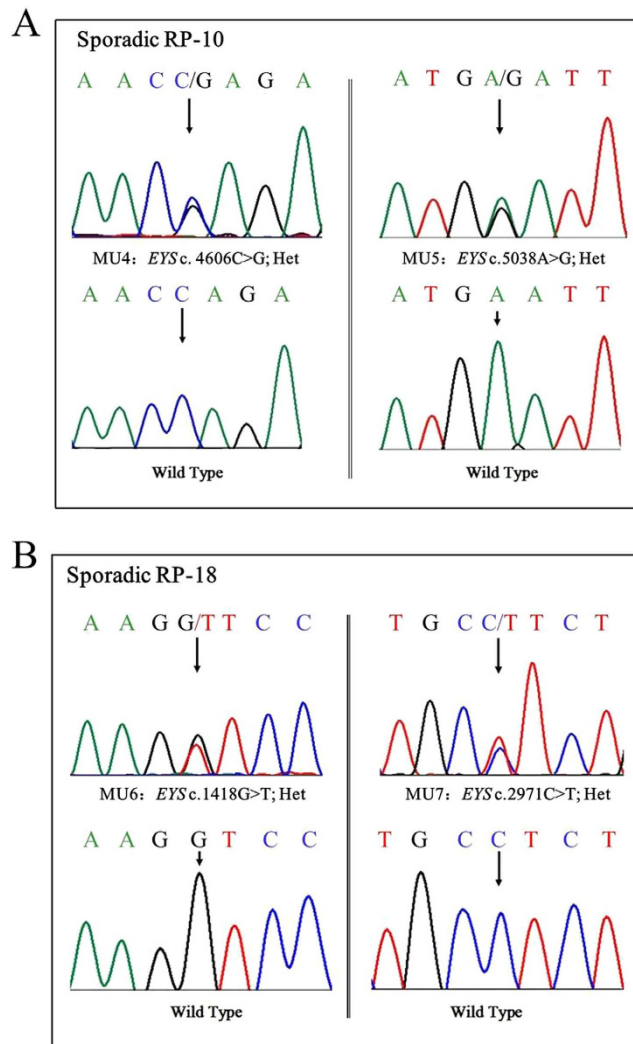 A
Sporadic RP-10
A A C C/G A G A
A T G A/G A T T
MU4: EYS c. 4606C>G; Het
MU5: EYS c.5038A>G; Het
A A C C A G A
A T G A A T T
Wild Type
Wild Type
B
Sporadic RP-18
A A G G/T T C C
T G C C/T T C T
MU6: EYS c.1418G>T; Het
MU7: EYS c.2971C>T; Het
A A G G T C C
T G C C T C T
Wild Type
Wild Type